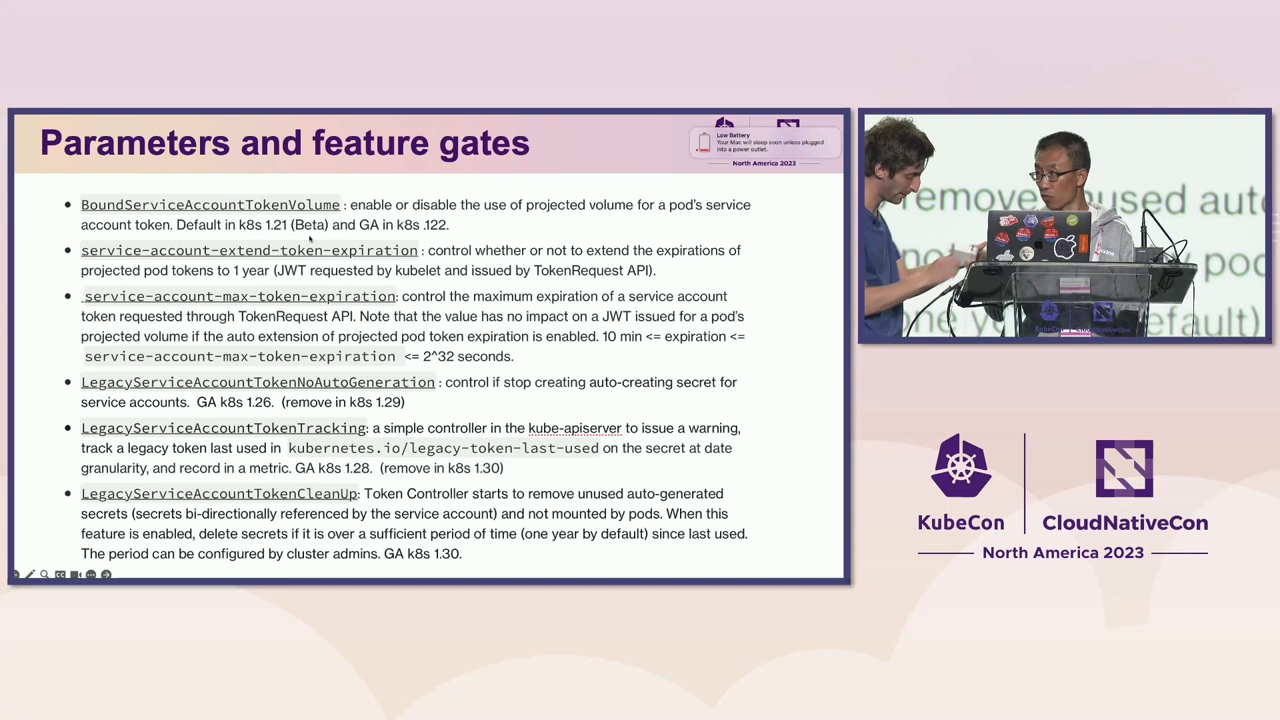 Parameters and feature gates
Low Battery
Your Mac will sleep soon unless plugged
into a power outlet.
North America 2023
BoundServiceAccountTokenVolume : enable or disable the use of projected volume for a pod's service
account token. Default in k8s 1.21 (Beta) and GA in k8s .122.
service-account-extend-token-expiration : control whether or not to extend the expirations of
projected pod tokens to 1 year (JWT requested by kubelet and issued by TokenRequest API).
service-account-max-token-expiration: control the maximum expiration of a service account
token requested through TokenRequest API. Note that the value has no impact on a JWT issued for a pod's
projected volume if the auto extension of projected pod token expiration is enabled. 10 min <= expiration <=
service-account-max-token-expiration <= 2^32 seconds.
LegacyServiceAccountTokenNoAutoGeneration : control if stop creating auto-creating secret for
service accounts. GA k8s 1.26. (remove in k8s 1.29)
LegacyServiceAccountTokenTracking: a simple controller in the kube-apiserver to issue a warning,
track a legacy token last used in kubernetes.io/legacy-token-last-used on the secret at date
granularity, and record in a metric. GA k8s 1.28. (remove in k8s 1.30)
LegacyServiceAccountTokenCleanUp: Token Controller starts to remove unused auto-generated
secrets (secrets bi-directionally referenced by the service account) and not mounted by pods. When this
feature is enabled, delete secrets if it is over a sufficient period of time (one year by default) since last used.
The period can be configured by cluster admins. GA k8s 1.30.
KubeCon
CloudNativeCon
North America 2023